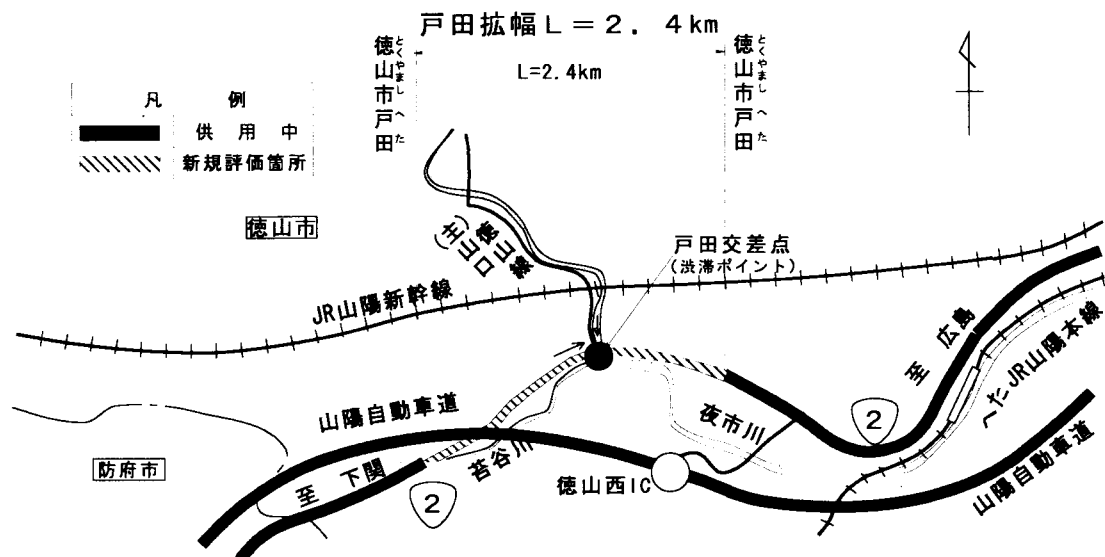 戸田拡幅L=2.4km
徳山市戸田
とくやましへた
L=2.4km
徳山市戸田
とくやましへた
凡例
供用中
新規評価箇所
徳山市
(主)山口徳山線
戸田交差点
(渋滞ポイント)
JR山陽新幹線
至広島
へた
JR山陽本線
山陽自動車道
夜市川
2
防府市
至下関
苔谷川
徳山西IC
2
山陽自動車道